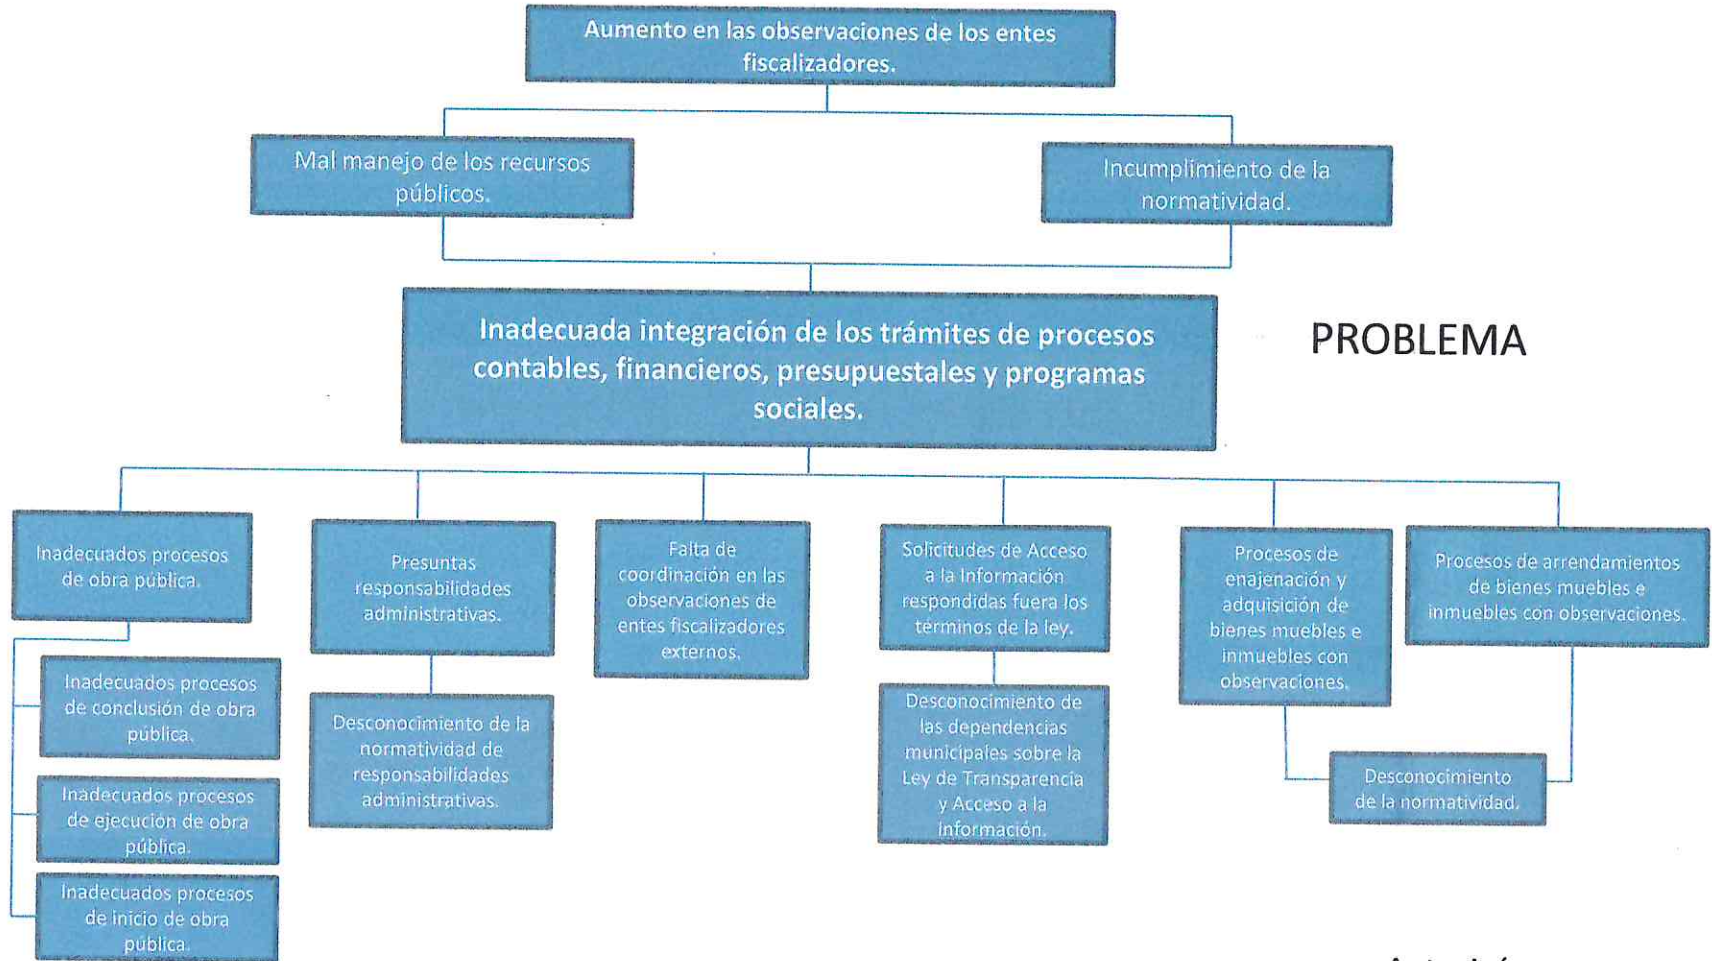 Aumento en las observaciones de los entes
fiscalizadores.
Mal manejo de los recursos
públicos.
Incumplimiento de la
normatividad.
Inadecuada integración de los trámites de procesos
contables, financieros, presupuestales y programas
sociales.
PROBLEMA
Inadecuados procesos
de obra pública.
Presuntas
responsabilidades
administrativas.
Falta de
coordinación en las
observaciones de
entes fiscalizadores
externos.
Solicitudes de Acceso
a la Información
respondidas fuera los
términos de la ley.
Procesos de
enajenación y
adquisición de
bienes muebles e
inmuebles con
observaciones.
Procesos de arrendamientos
de bienes muebles e
inmuebles con observaciones.
Inadecuados procesos
de conclusión de obra
pública.
Inadecuados procesos
de ejecución de obra
pública.
Inadecuados procesos
de inicio de obra
pública.
Desconocimiento de la
normatividad de
responsabilidades
administrativas.
Desconocimiento de
las dependencias
municipales sobre la
Ley de Transparencia
y Acceso a la
Información.
Desconocimiento
de la normatividad.